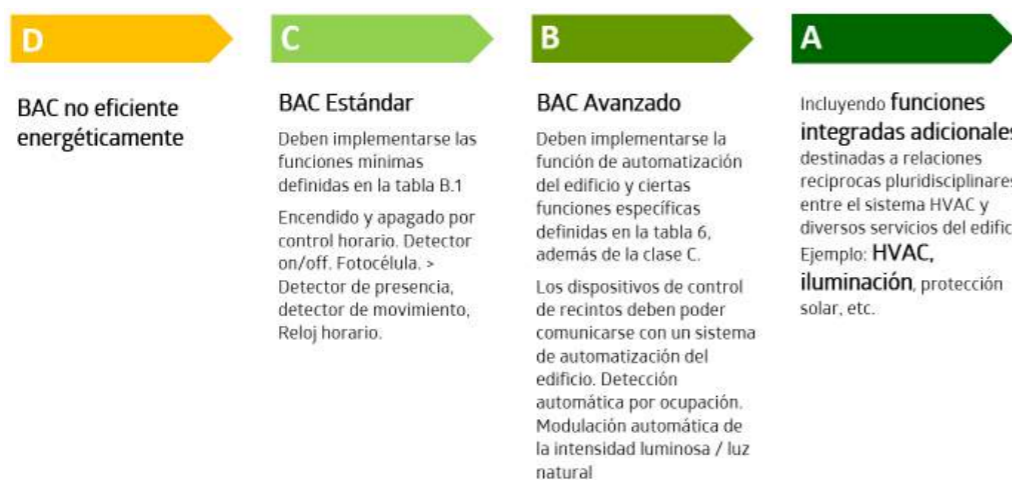 D
BAC no eficiente
energéticamente
C
BAC Estándar
Deben implementarse las
funciones mínimas
definidas en la tabla B.1
Encendido y apagado por
control horario. Detector
on/off. Fotocélula. >
Detector de presencia,
detector de movimiento,
Reloj horario.
B
BAC Avanzado
Deben implementarse la
función de automatización
del edificio y ciertas
funciones específicas
definidas en la tabla 6,
además de la clase C.
Los dispositivos de control
de recintos deben poder
comunicarse con un sistema
de automatización del
edificio. Detección
automática por ocupación.
Modulación automática de
la intensidad luminosa / luz
natural
A
Incluyendo funciones
integradas adicionales
destinadas a relaciones
reciprocas pluridisciplinares
entre el sistema HVAC y
diversos servicios del edific
Ejemplo: HVAC,
iluminación, protección
solar, etc.